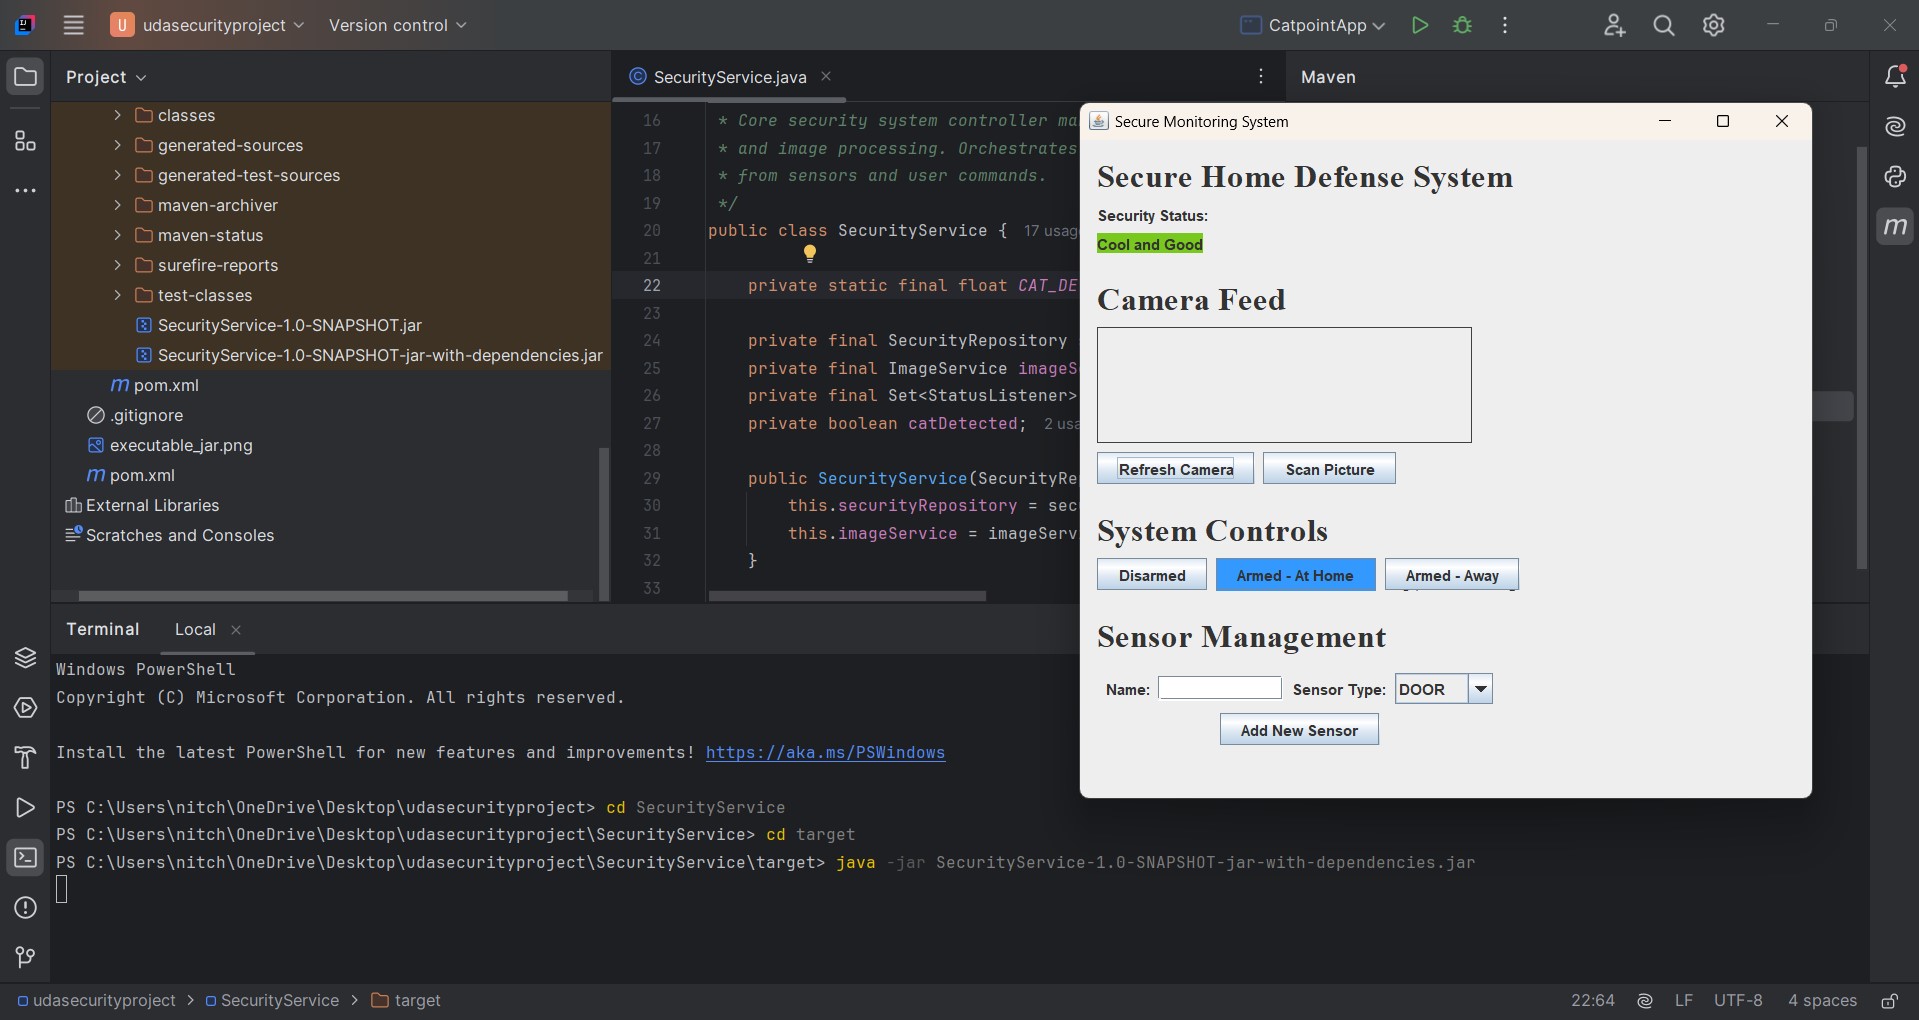 U udasecurityproject Version control CatpointApp
Project
SecurityService.java
Maven
classes
generated-sources
generated-test-sources
maven-archiver
maven-status
surefire-reports
test-classes
SecurityService-1.0-SNAPSHOT.jar
SecurityService-1.0-SNAPSHOT-jar-with-dependencies.jar
m pom.xml
.gitignore
executable_jar.png
m pom.xml
External Libraries
Scratches and Consoles
16 * Core security system controller
17 * and image processing. Orchestrates
18 * from sensors and user commands.
19 */
20 public class SecurityService { 17
21
22 private static final float
23
24 private final SecurityRepository
25 private final ImageService
26 private final Set<StatusListener>
27 private boolean catDetected; 2
28
29 public SecurityService(
30 this.securityRepository =
31 this.imageService =
32 }
33
Secure Monitoring System
Secure Home Defense System
Security Status:
Cool and Good
Camera Feed
Refresh Camera Scan Picture
System Controls
Disarmed Armed - At Home Armed - Away
Sensor Management
Name: Sensor Type: DOOR
Add New Sensor
m
Terminal Local
Windows PowerShell
Copyright (C) Microsoft Corporation. All rights reserved.
Install the latest PowerShell for new features and improvements! https://aka.ms/PSWindows
PS C:\Users\nitch\OneDrive\Desktop\udasecurityproject> cd SecurityService
PS C:\Users\nitch\OneDrive\Desktop\udasecurityproject\SecurityService> cd target
PS C:\Users\nitch\OneDrive\Desktop\udasecurityproject\SecurityService\target> java -jar SecurityService-1.0-SNAPSHOT-jar-with-dependencies.jar
udasecurityproject > SecurityService > target
22:64 LF UTF-8 4 spaces